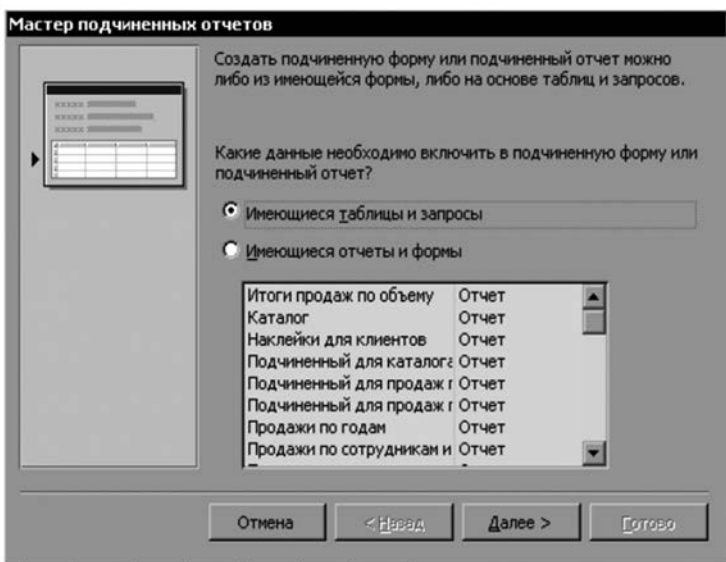 Мастер подчиненных отчетов
Создать подчиненную форму или подчиненный отчет можно
либо из имеющейся формы, либо на основе таблиц и запросов.
Какие данные необходимо включить в подчиненную форму или
подчиненный отчет?
Имеющиеся таблицы и запросы
Имеющиеся отчеты и формы
Итоги продаж по объему Отчет
Каталог Отчет
Наклейки для клиентов Отчет
Подчиненный для каталога Отчет
Подчиненный для продаж г Отчет
Подчиненный для продаж г Отчет
Продажи по годам Отчет
Продажи по сотрудникам и Отчет
Отмена < Назад Далее > Готово